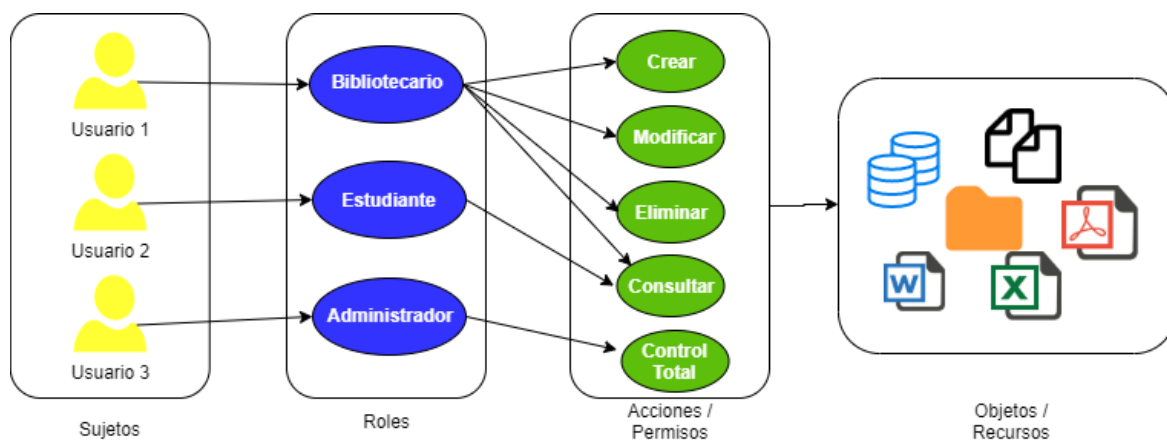 Usuario 1
Usuario 2
Usuario 3
Sujetos
Bibliotecario
Estudiante
Administrador
Roles
Crear
Modificar
Eliminar
Consultar
Control
Total
Acciones /
Permisos
W
X
Objetos /
Recursos